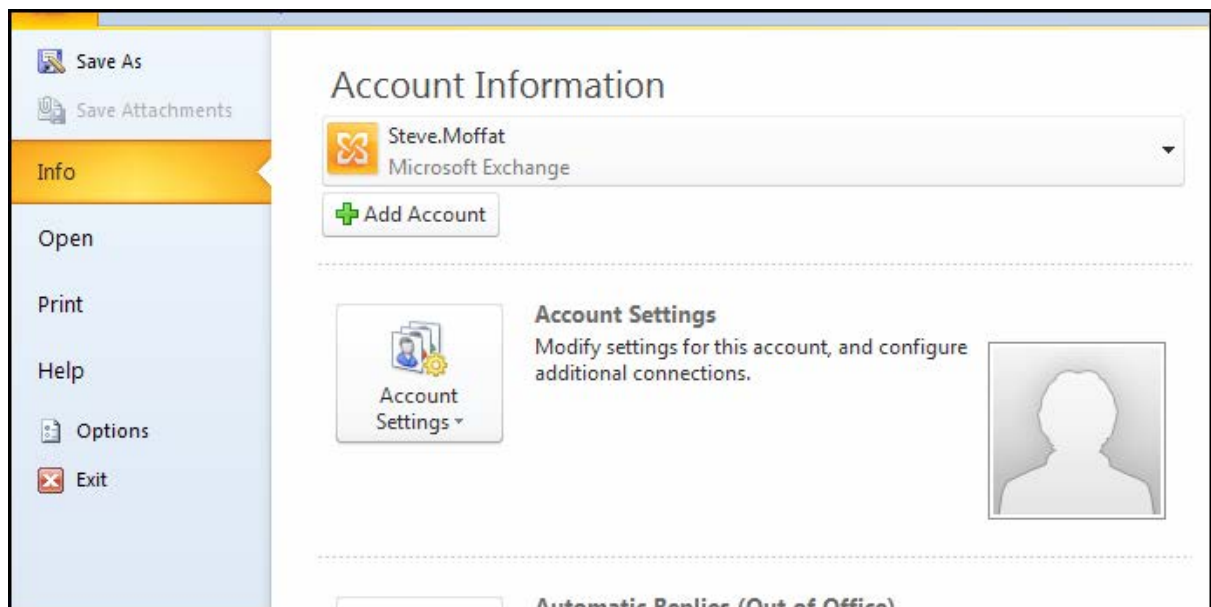 Save As
Save Attachments
Info
Open
Print
Help
Options
Exit
Account Information
Steve.Moffat
Microsoft Exchange
Add Account
Account Settings
Account Settings
Modify settings for this account, and configure
additional connections.
Automatic Replies (Out of Office)